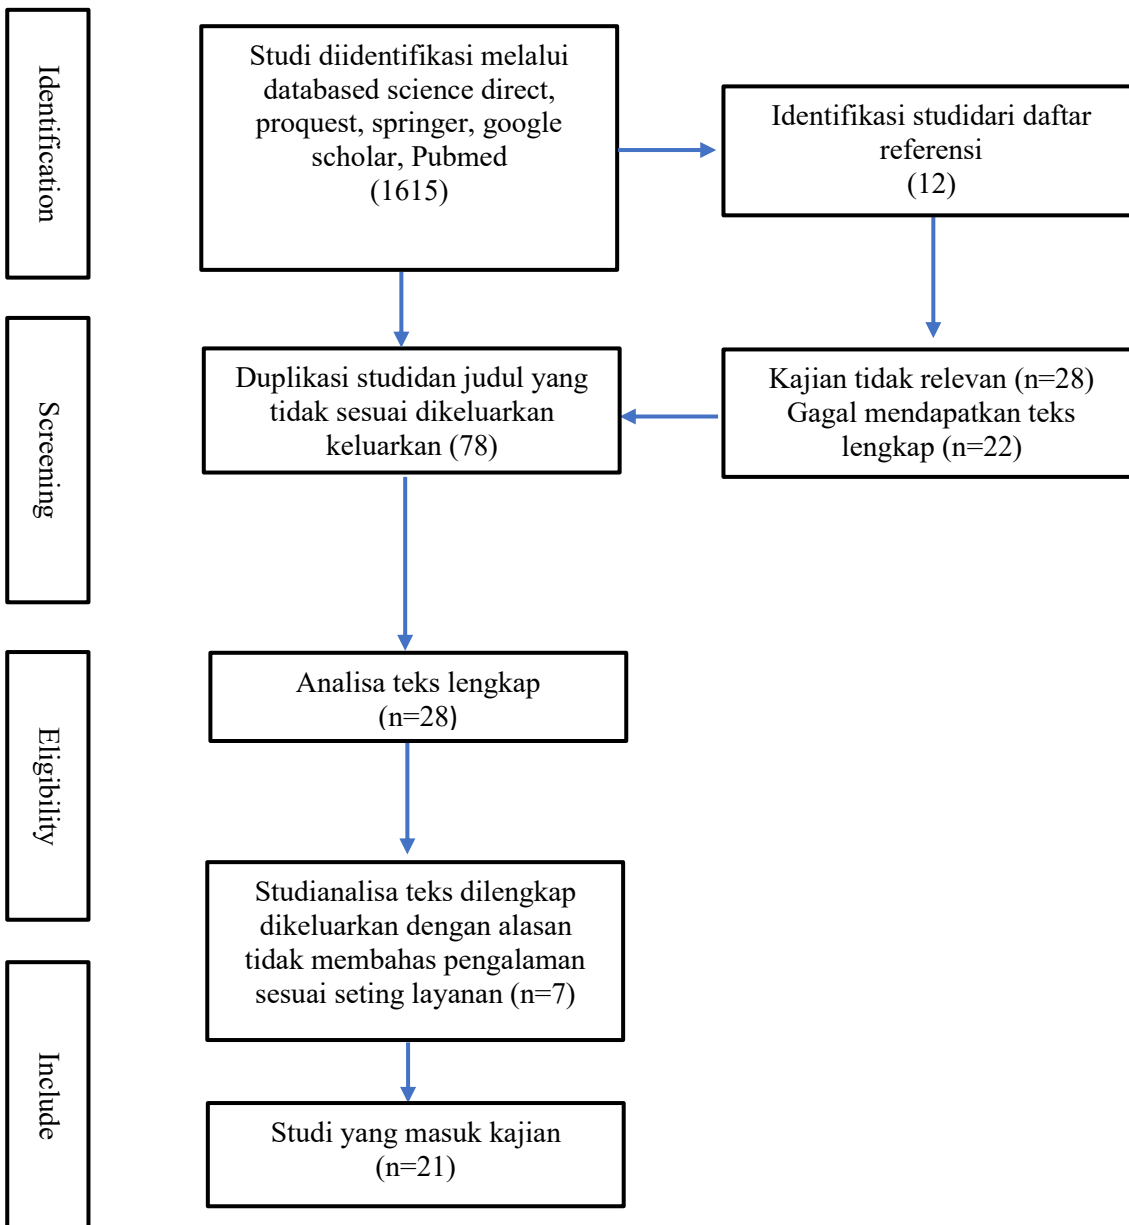 Identification
Studi diidentifikasi melalui
databased science direct,
proquest, springer, google
scholar, Pubmed
(1615)
Identifikasi studidari daftar
referensi
(12)
Screening
Duplikasi studidan judul yang
tidak sesuai dikeluarkan
keluarkan (78)
Kajian tidak relevan (n=28)
Gagal mendapatkan teks
lengkap (n=22)
Eligibility
Analisa teks lengkap
(n=28)
Studianalisa teks dilengkap
dikeluarkan dengan alasan
tidak membahas pengalaman
sesuai seting layanan (n=7)
Include
Studi yang masuk kajian
(n=21)